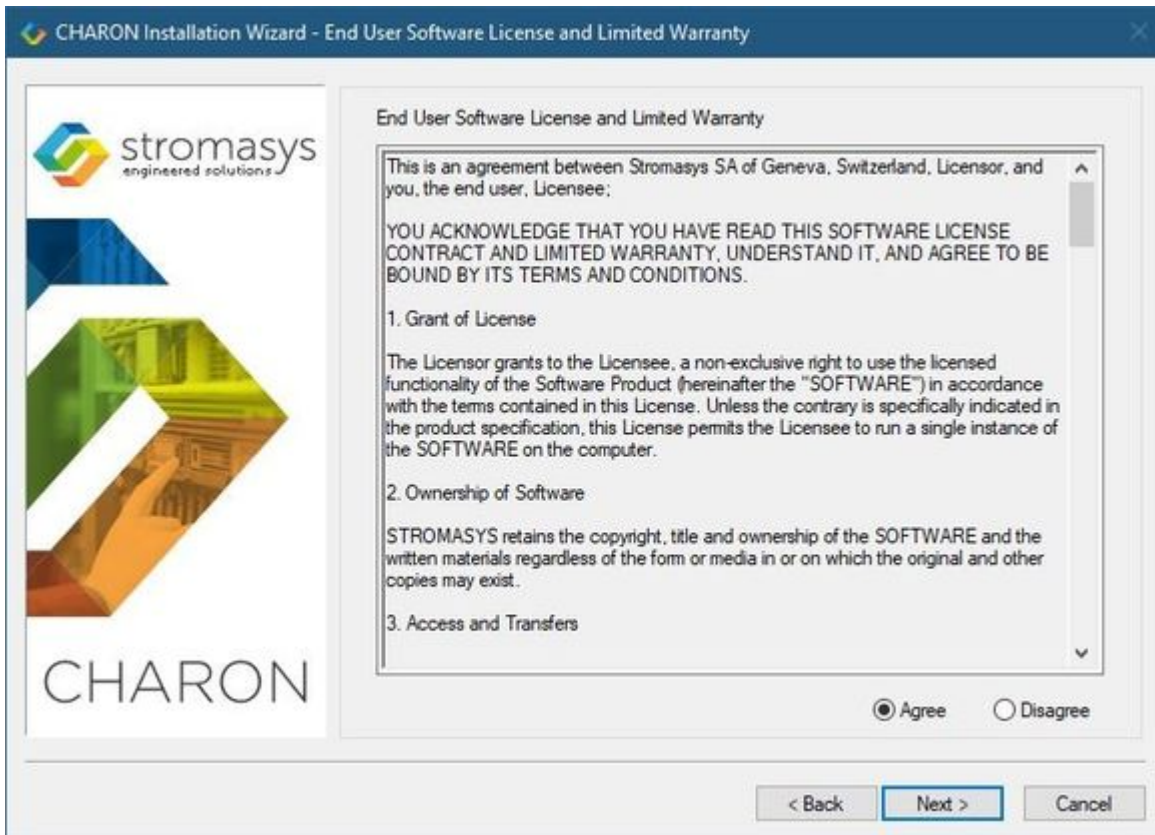 CHARON Installation Wizard - End User Software License and Limited Warranty
stromasys
engineered solutions
CHARON
End User Software License and Limited Warranty
This is an agreement between Stromasys SA of Geneva, Switzerland, Licensor, and
you, the end user, Licensee;
YOU ACKNOWLEDGE THAT YOU HAVE READ THIS SOFTWARE LICENSE
CONTRACT AND LIMITED WARRANTY, UNDERSTAND IT, AND AGREE TO BE
BOUND BY ITS TERMS AND CONDITIONS.
1. Grant of License
The Licensor grants to the Licensee, a non-exclusive right to use the licensed
functionality of the Software Product (hereinafter the "SOFTWARE") in accordance
with the terms contained in this License. Unless the contrary is specifically indicated in
the product specification, this License permits the Licensee to run a single instance of
the SOFTWARE on the computer.
2. Ownership of Software
STROMASYS retains the copyright, title and ownership of the SOFTWARE and the
written materials regardless of the form or media in or on which the original and other
copies may exist.
3. Access and Transfers
Agree
Disagree
< Back
Next >
Cancel